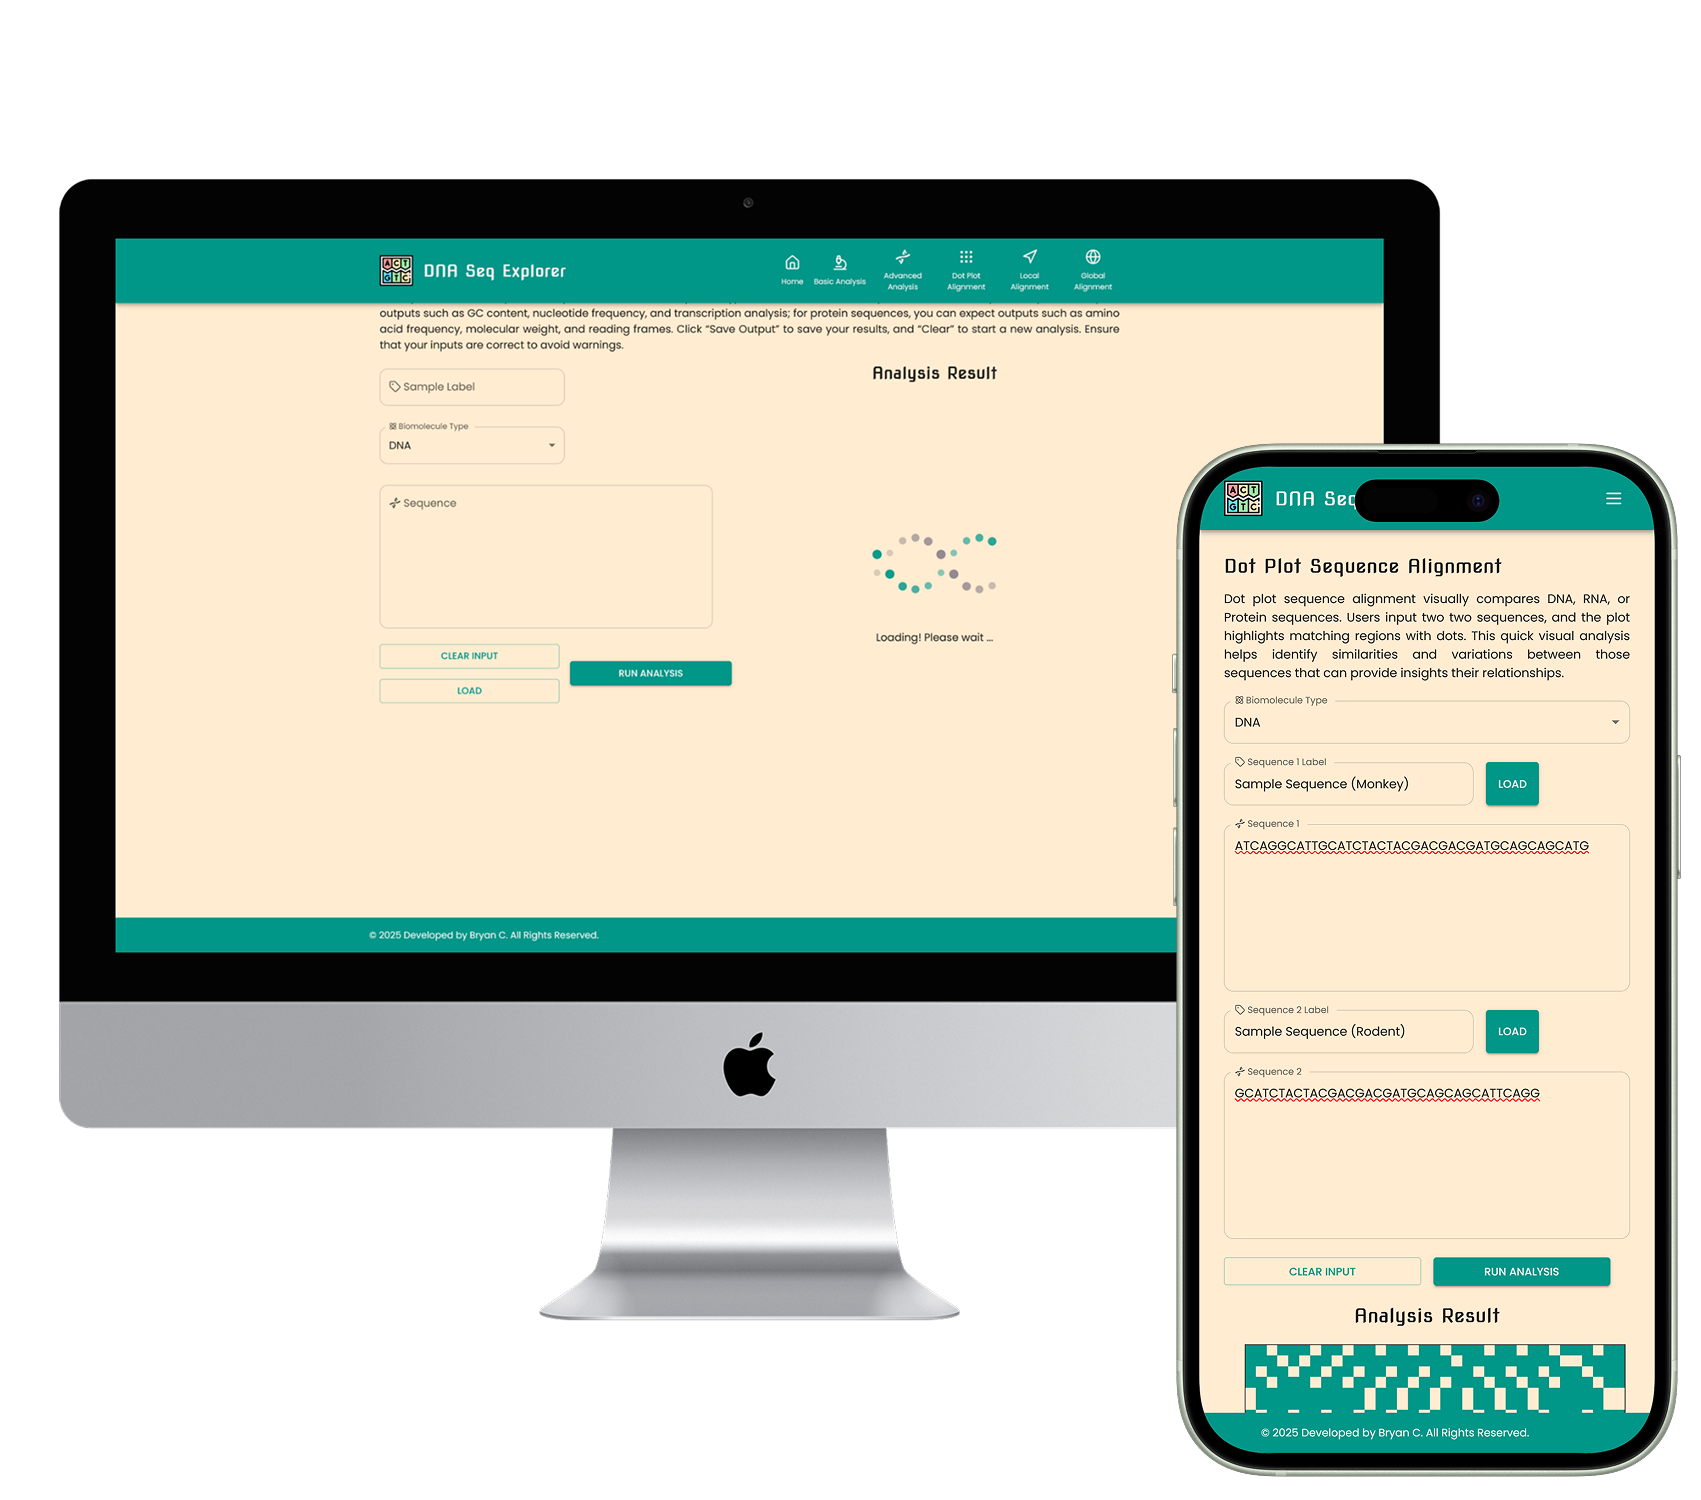 ACT
GTC
DNA Seq Explorer
Home
Basic Analysis
Advanced
Analysis
Dot Plot
Alignment
Local
Alignment
Global
Alignment
outputs such as GC content, nucleotide frequency, and transcription analysis; for protein sequences, you can expect outputs such as amino
acid frequency, molecular weight, and reading frames. Click “Save Output” to save your results, and “Clear” to start a new analysis. Ensure
that your inputs are correct to avoid warnings.
Sample Label
Biomolecule Type
DNA
Sequence
CLEAR INPUT
LOAD
RUN ANALYSIS
Analysis Result
Loading! Please wait ...
© 2025 Developed by Bryan C. All Rights Reserved.
ACT
GTC
DNA Seq
Dot Plot Sequence Alignment
Dot plot sequence alignment visually compares DNA, RNA, or
Protein sequences. Users input two two sequences, and the plot
highlights matching regions with dots. This quick visual analysis
helps identify similarities and variations between those
sequences that can provide insights their relationships.
Biomolecule Type
DNA
Sequence 1 Label
Sample Sequence (Monkey)
LOAD
Sequence 1
ATCAGGCATTGCATCTACTACGACGACGATGCAGCAGCATG
Sequence 2 Label
Sample Sequence (Rodent)
LOAD
Sequence 2
GCATCTACTACGACGACGATGCAGCAGCATTCAGG
CLEAR INPUT
RUN ANALYSIS
Analysis Result
© 2025 Developed by Bryan C. All Rights Reserved.